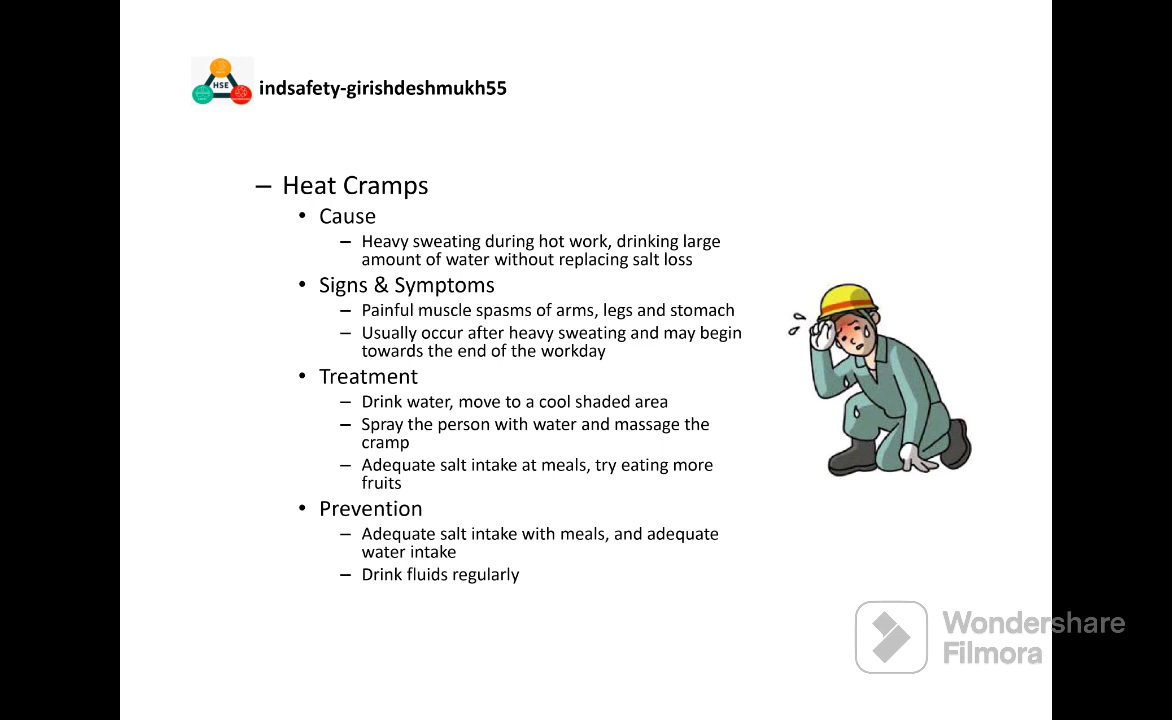 HSE
indsafety-girishdeshmukh55
– Heat Cramps
• Cause
– Heavy sweating during hot work, drinking large
amount of water without replacing salt loss
• Signs & Symptoms
– Painful muscle spasms of arms, legs and stomach
– Usually occur after heavy sweating and may begin
towards the end of the workday
• Treatment
– Drink water, move to a cool shaded area
– Spray the person with water and massage the
cramp
– Adequate salt intake at meals, try eating more
fruits
• Prevention
– Adequate salt intake with meals, and adequate
water intake
– Drink fluids regularly
Wondershare
Filmora